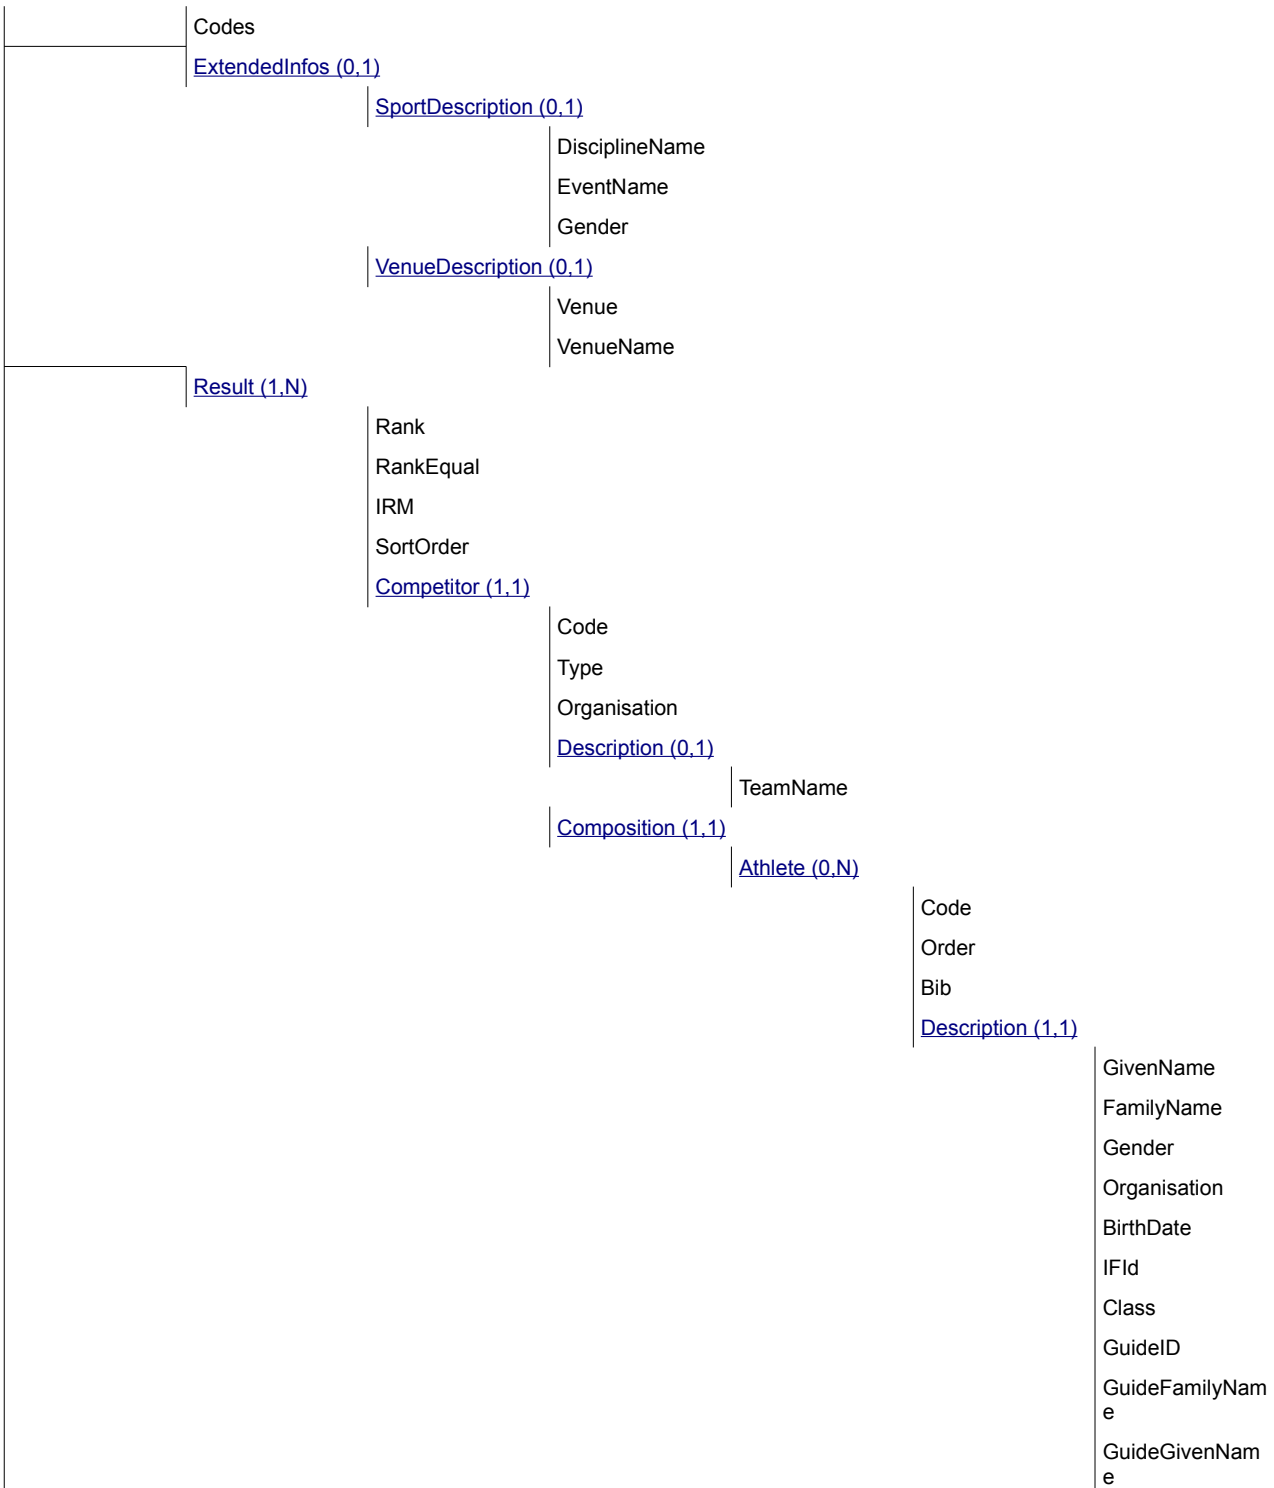 Codes
ExtendedInfos (0,1)
SportDescription (0,1)
DisciplineName
EventName
Gender
VenueDescription (0,1)
Venue
VenueName
Result (1,N)
Rank
RankEqual
IRM
SortOrder
Competitor (1,1)
Code
Type
Organisation
Description (0,1)
TeamName
Composition (1,1)
Athlete (0,N)
Code
Order
Bib
Description (1,1)
GivenName
FamilyName
Gender
Organisation
BirthDate
IFId
Class
GuideID
GuideFamilyNam
e
GuideGivenNam
e